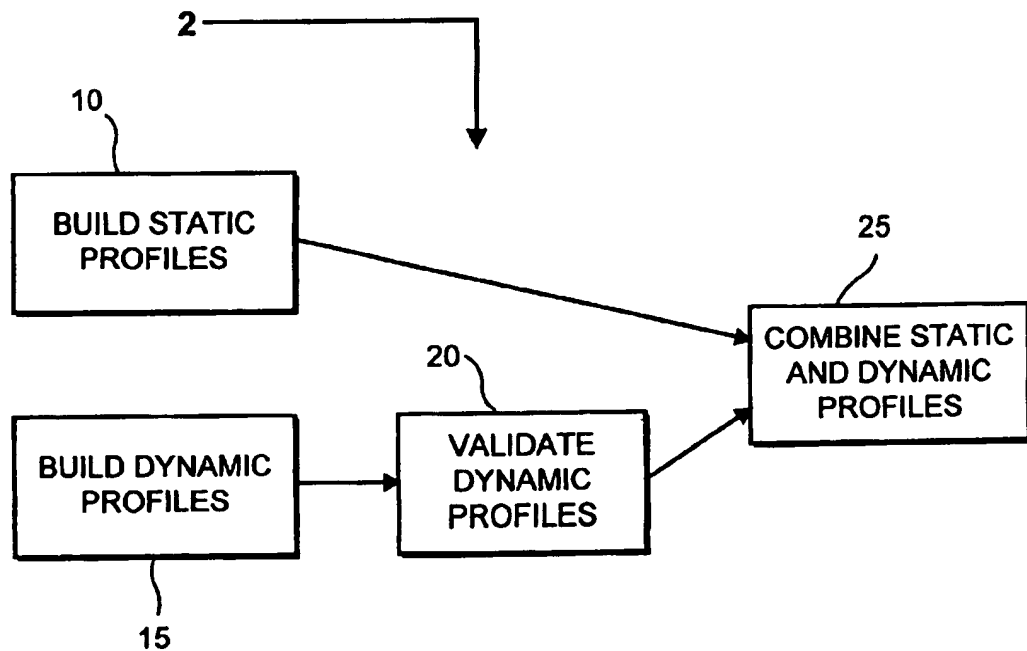 2
10
BUILD STATIC
PROFILES
25
COMBINE STATIC
AND DYNAMIC
PROFILES
20
BUILD DYNAMIC
PROFILES
VALIDATE
DYNAMIC
PROFILES
15